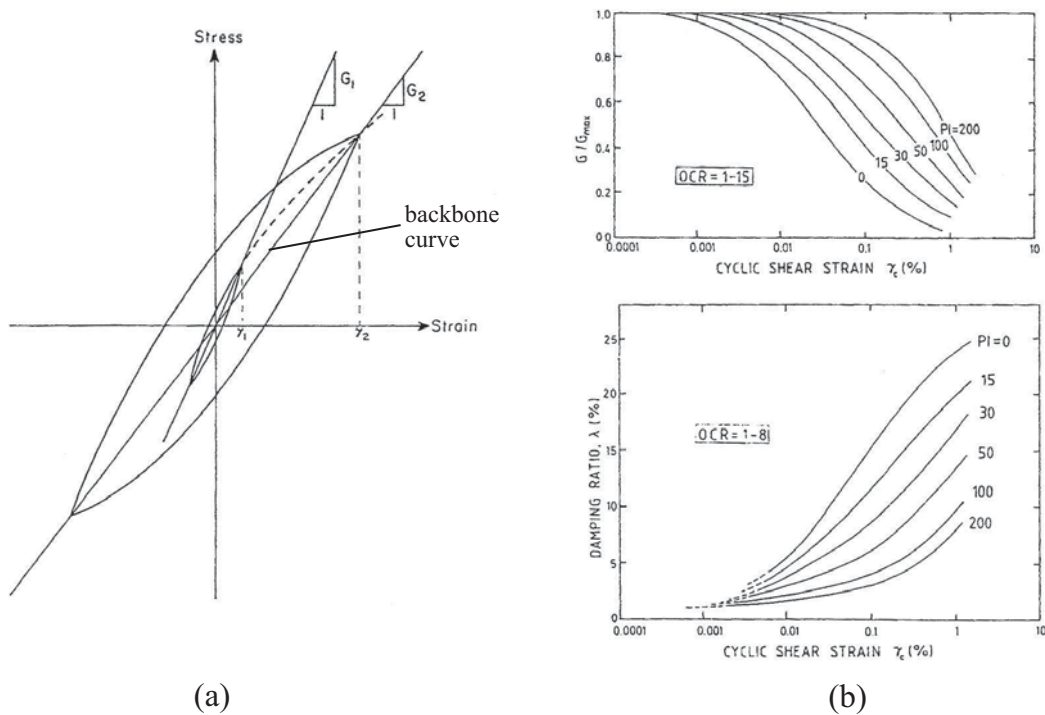 Stress
G₁
1
G₂
1
backbone
curve
Strain
γ₁
γ₂
(a)
1.0
0.8
0.6
0.4
0.2
0.0
G / Gmax
OCR = 1-15
PI=200
100
50
30
15
0
0.0001
0.001
0.01
0.1
1
10
CYCLIC SHEAR STRAIN γc (%)
25
20
15
10
5
0
DAMPING RATIO, λ (%)
OCR = 1-8
PI=0
15
30
50
100
200
0.0001
0.001
0.01
0.1
1
10
CYCLIC SHEAR STRAIN γc (%)
(b)